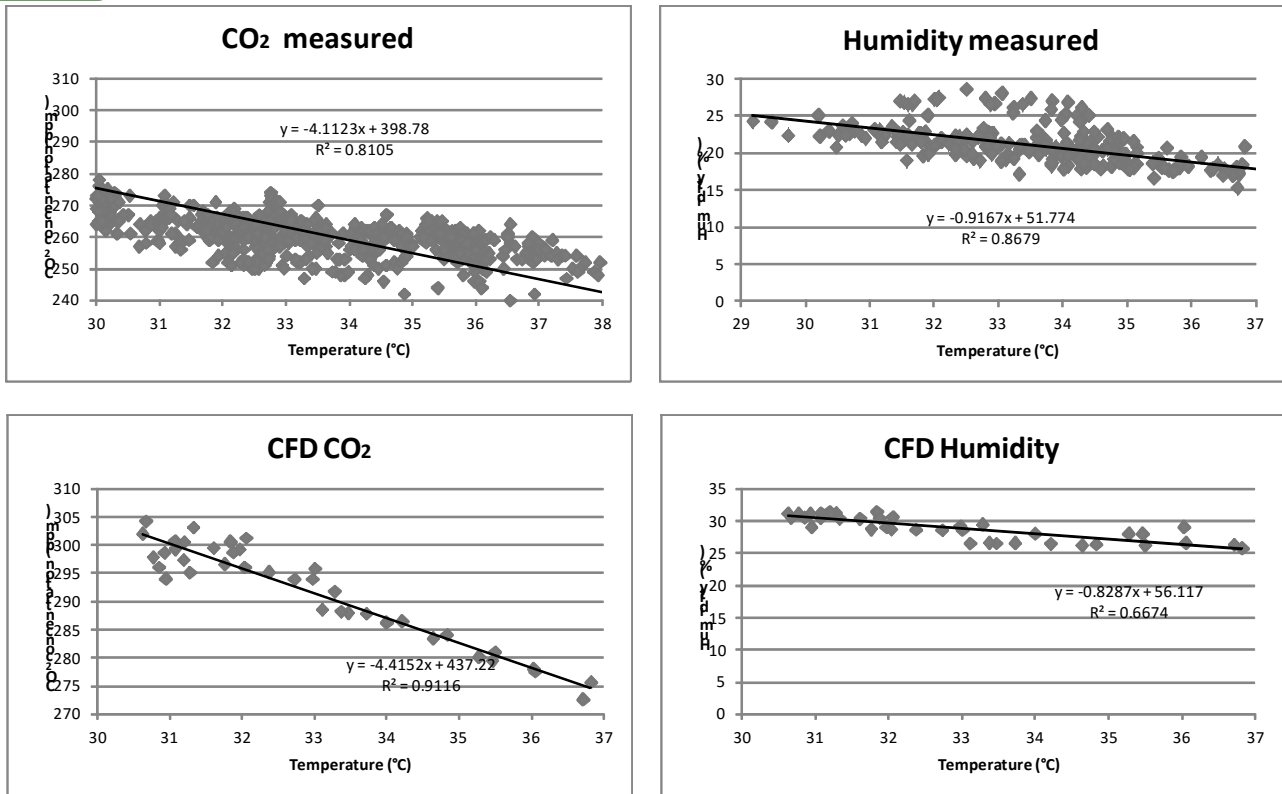 CO₂ measured
310
300
290
280
270
260
250
240
y = -4.1123x + 398.78
R² = 0.8105
30 31 32 33 34 35 36 37 38
Temperature (°C)
Humidity measured
30
25
20
15
10
5
0
y = -0.9167x + 51.774
R² = 0.8679
29 30 31 32 33 34 35 36 37
Temperature (°C)
CFD CO₂
310
305
300
295
290
285
280
275
270
y = -4.4152x + 437.22
R² = 0.9116
30 31 32 33 34 35 36 37
Temperature (°C)
CFD Humidity
35
30
25
20
15
10
5
0
y = -0.8287x + 56.117
R² = 0.6674
30 31 32 33 34 35 36 37
Temperature (°C)